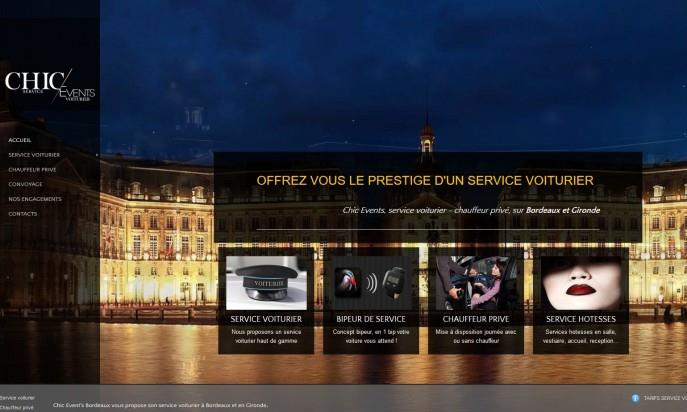 CHIC
SERVICE
EVENTS
VOITURIER
ACCUEIL
SERVICE VOITURIER
CHAUFFEUR PRIVE
CONVOYAGE
NOS ENGAGEMENTS
CONTACTS
OFFREZ VOUS LE PRESTIGE D'UN SERVICE VOITURIER
Chic Events, service voiturier - chauffeur privé, sur Bordeaux et Gironde
VOITURIER
SERVICE VOITURIER
Nous proposons un service
voiturier haut de gamme
BIPEUR DE SERVICE
Concept bipeur, en 1 bip votre
voiture vous attend !
CHAUFFEUR PRIVE
Mise à disposition journée avec
ou sans chauffeur
SERVICE HOTESSES
Services hotesses en salle,
vestiaire, accueil, reception...
Service voiturier
Chauffeur privé
Chic Event's Bordeaux vous propose son service voiturier à Bordeaux et en Gironde.
TARIFS SERVICE